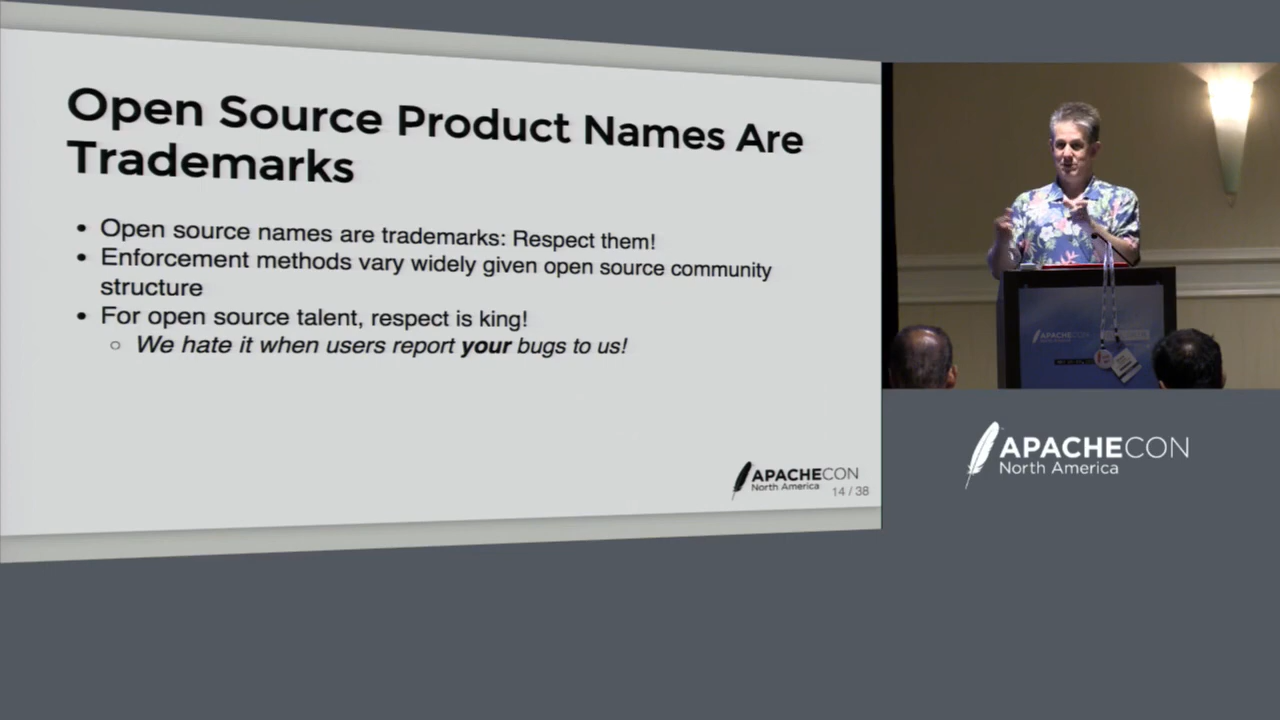 Open Source Product Names Are
Trademarks
• Open source names are trademarks: Respect them!
• Enforcement methods vary widely given open source community
structure
• For open source talent, respect is king!
○ We hate it when users report your bugs to us!
APACHECON
North America
14 / 38
APACHECON
APACHECON
North America